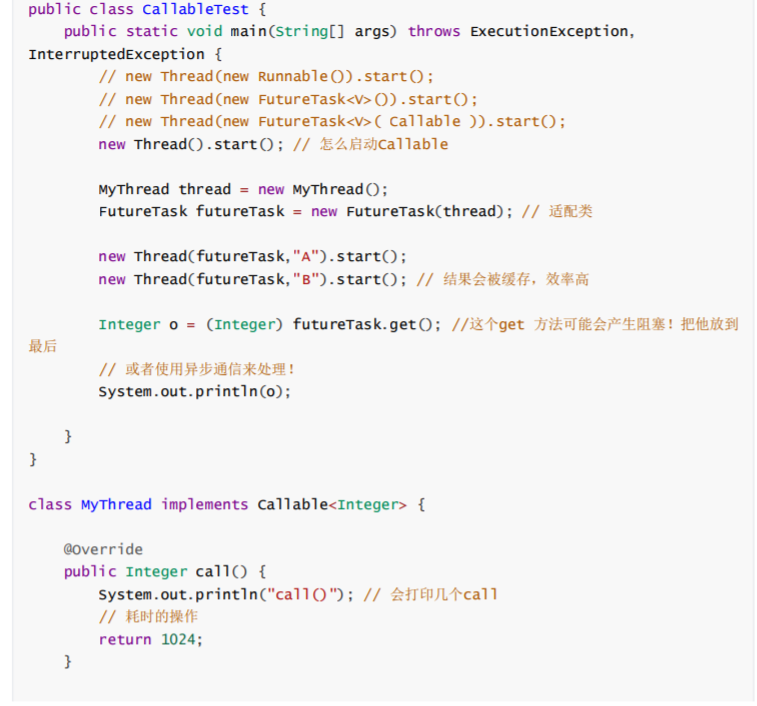 public class CallableTest {
    public static void main(String[] args) throws ExecutionException,
InterruptedException {
        // new Thread(new Runnable()).start();
        // new Thread(new FutureTask<V>()).start();
        // new Thread(new FutureTask<V>( Callable )).start();
        new Thread().start(); // 怎么启动Callable

        MyThread thread = new MyThread();
        FutureTask futureTask = new FutureTask(thread); // 适配类

        new Thread(futureTask,"A").start();
        new Thread(futureTask,"B").start(); // 结果会被缓存，效率高

        Integer o = (Integer) futureTask.get(); //这个get 方法可能会产生阻塞！把他放到
最后
        // 或者使用异步通信来处理！
        System.out.println(o);

    }
}

class MyThread implements Callable<Integer> {

    @Override
    public Integer call() {
        System.out.println("call()"); // 会打印几个call
        // 耗时的操作
        return 1024;
    }